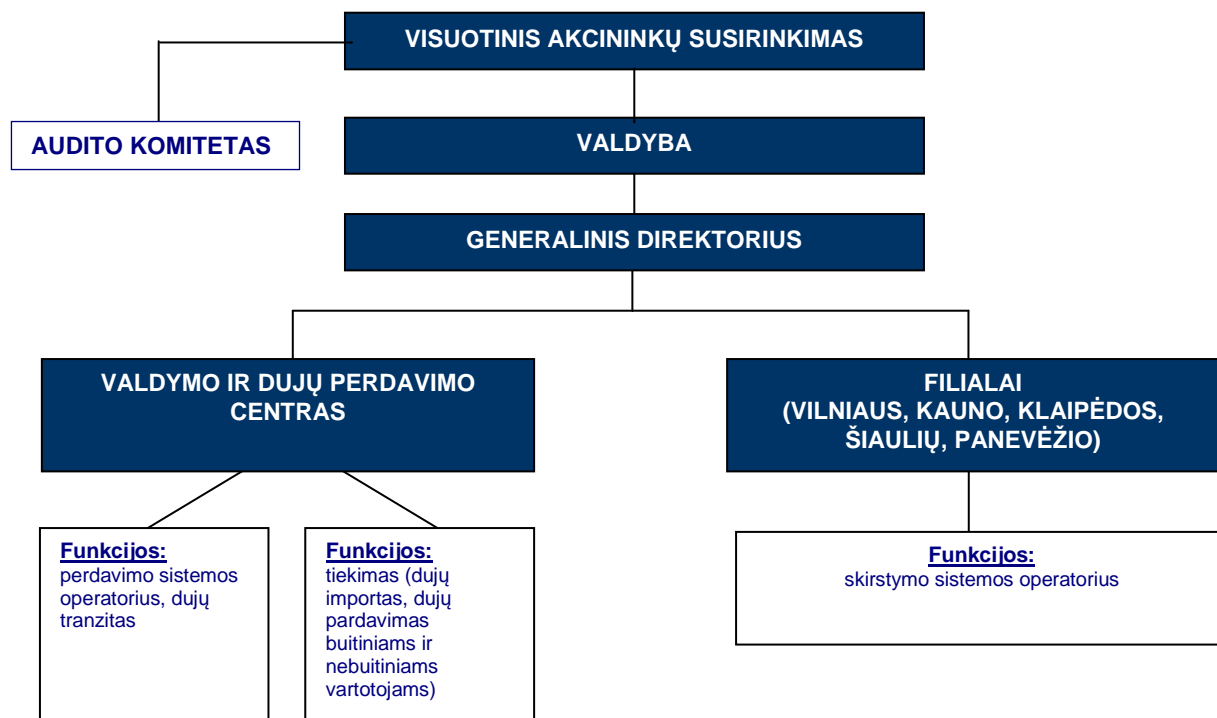 VISUOTINIS AKCININKŲ SUSIRINKIMAS
AUDITO KOMITETAS
VALDYBA
GENERALINIS DIREKTORIUS
VALDYMO IR DUJŲ PERDAVIMO
CENTRAS
FILIALAI
(VILNIAUS, KAUNO, KLAIPĖDOS,
ŠIAULIŲ, PANEVĖŽIO)
Funkcijos:
perdavimo sistemos
operatorius, dujų
tranzitas
Funkcijos:
tiekimas (dujų
importas, dujų
pardavimas
buitiniams ir
nebuitiniams
vartotojams)
Funkcijos:
skirstymo sistemos operatorius